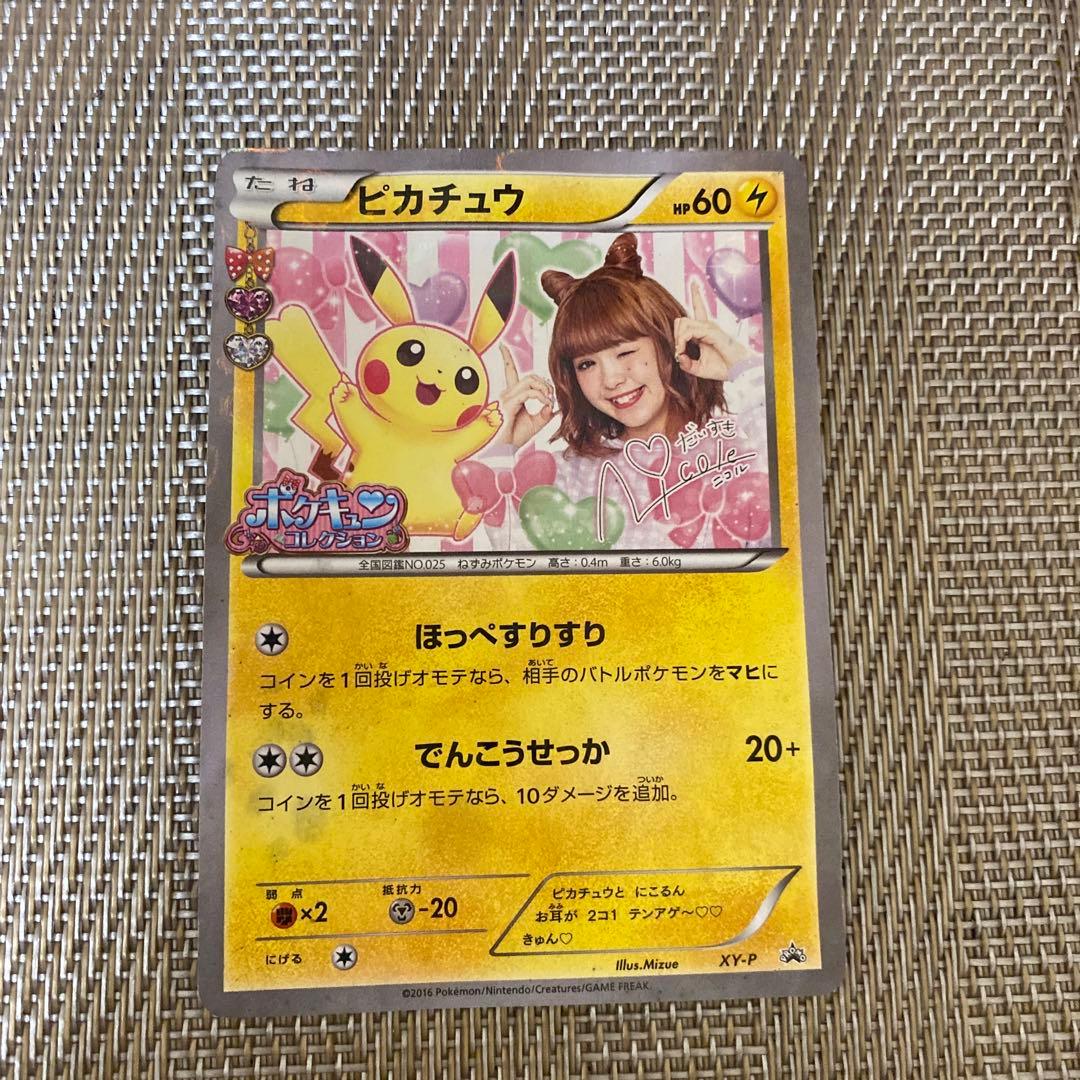 たね
ピカチュウ
HP60
だいすき
Nicole
ニコル
ポケキュン
コレクション
全国図鑑NO.025 ねずみポケモン 高さ:0.4m 重さ:6.0kg
ほっぺすりすり
コインを1回投げオモテなら、相手のバトルポケモンをマヒに
する。
でんこうせっか 20+
コインを1回投げオモテなら、10ダメージを追加。
弱点 ×2
抵抗力 -20
にげる
ピカチュウと にこるん
お耳が 2コ1 テンアゲ〜♡♡
きゅん♡
Illus.Mizue XY-P
©2016 Pokémon/Nintendo/Creatures/GAME FREAK.